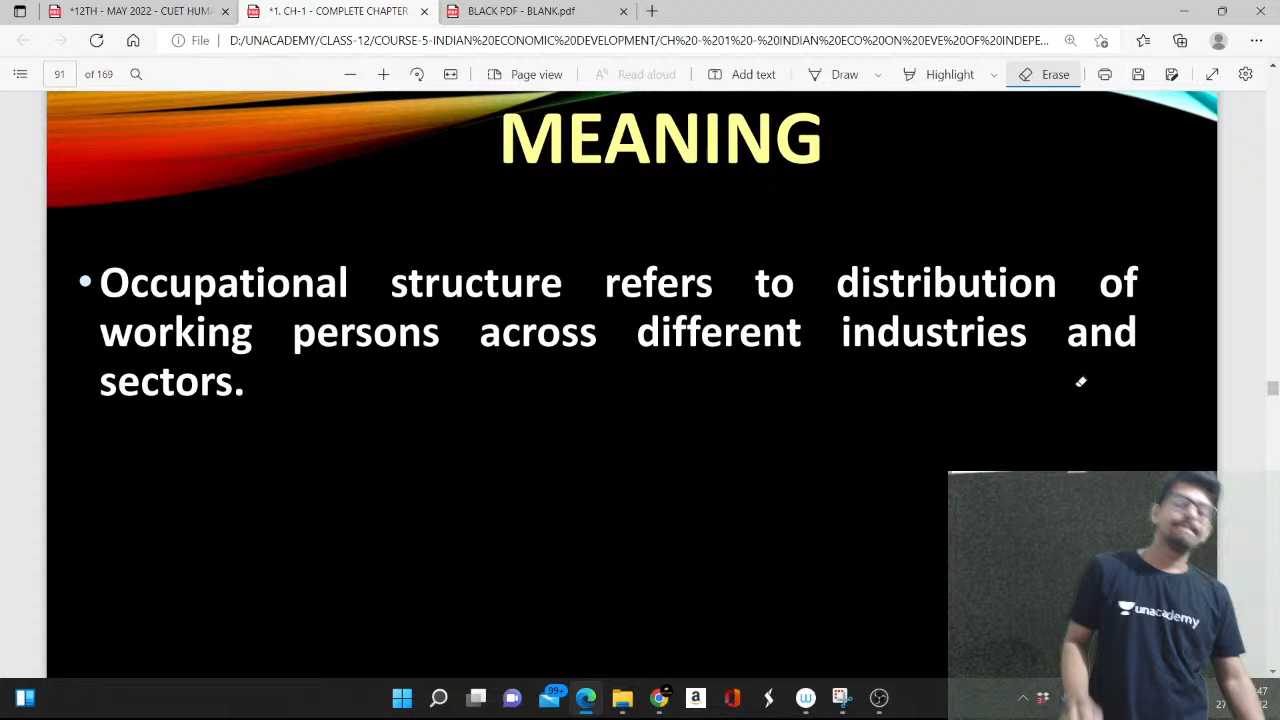 *12TH - MAY 2022 - CUET HUMA
*1. CH-1 - COMPLETE CHAPTER
BLACK PDF - BLANK.pdf
File
D:/UNACADEMY/CLASS-12/COURSE-5-INDIAN%20ECONOMIC%20DEVELOPMENT/CH%20-%201%20-%20INDIAN%20ECO%20ON%20EVE%20OF%20INDEPE...
91 of 169
Page view
Read aloud
Add text
Draw
Highlight
Erase
MEANING
• Occupational structure refers to distribution of
working persons across different industries and
sectors.
unacademy
99+